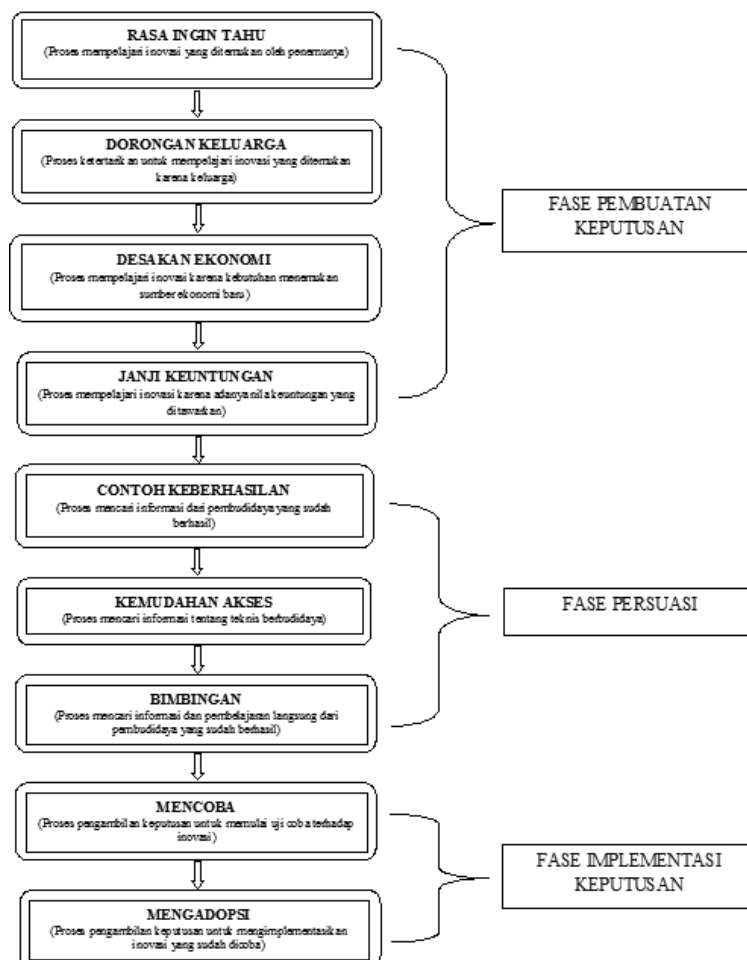 RASA INGIN TAHU
(Proses mempelajari inovasi yang ditemukan oleh penemunya)
DORONGAN KELUARGA
(Proses ketertarikan untuk mempelajari inovasi yang ditemukan
karena keluarga)
DESAKAN EKONOMI
(Proses mempelajari inovasi karena kebutuhan menemukan
sumber ekonomi baru)
JANJI KEUNTUNGAN
(Proses mempelajari inovasi karena adanya nila keuntungan yang
ditawarkan)
FASE PEMBUATAN
KEPUTUSAN
CONTOH KEBERHASILAN
(Proses mencari informasi dari pembudidaya yang sudah
berhasil)
KEMUDAHAN AKSES
(Proses mencari informasi tentang teknis berbudidaya)
BIMBINGAN
(Proses mencari informasi dan pembelajaran langsung dari
pembudidaya yang sudah berhasil)
FASE PERSUASI
MENCOBA
(Proses pengambilan keputusan untuk memulai uji coba terhadap
inovasi)
MENGADOPSI
(Proses pengambilan keputusan untuk mengimplementasikan
inovasi yang sudah dicoba)
FASE IMPLEMENTASI
KEPUTUSAN